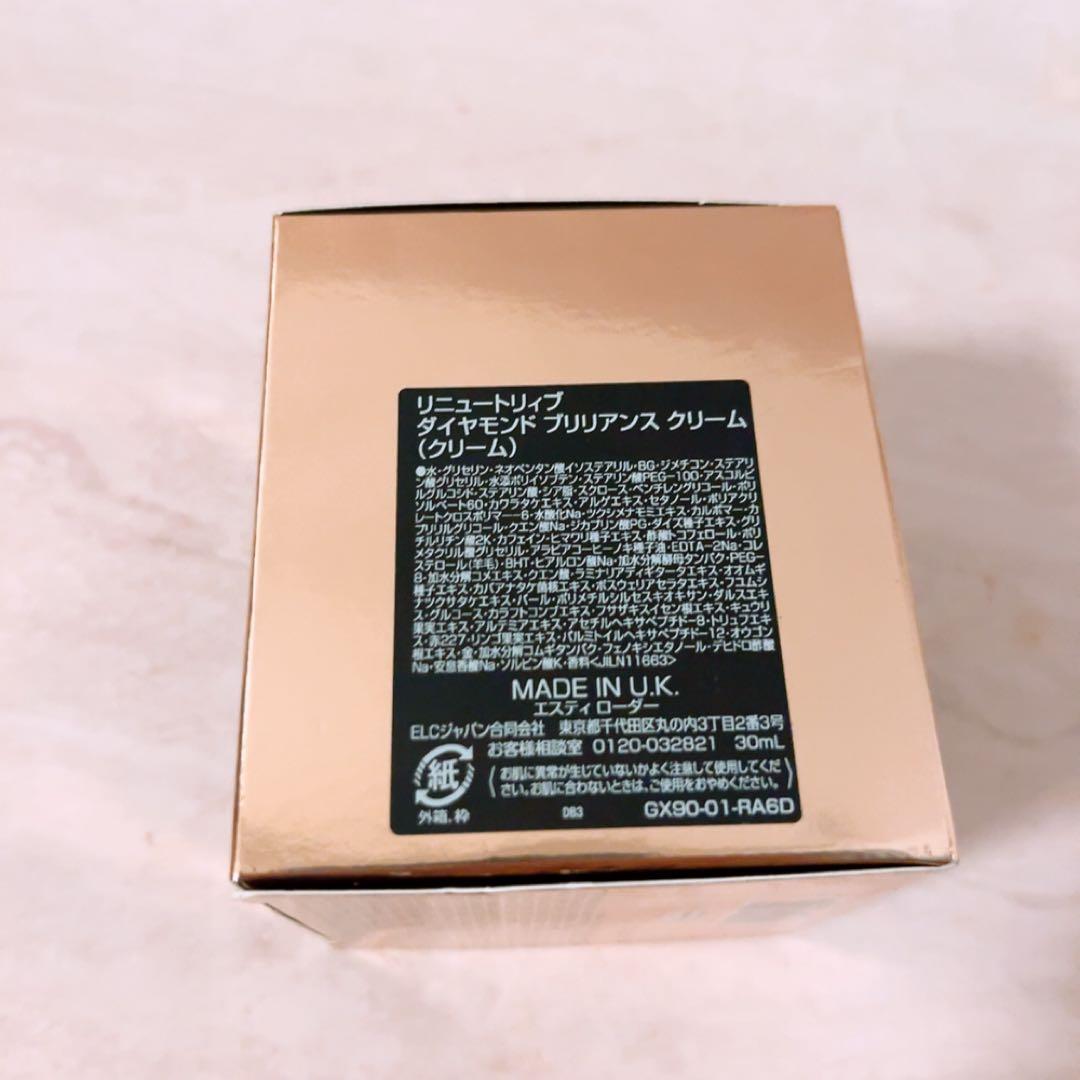 リニュートリィブ
ダイヤモンド ブリリアンス クリーム
(クリーム)
●水・グリセリン・ネオペンタン酸イソステアリル・BG・ジメチコン・ステアリ
ン酸グリセリル・水添ポリイソブテン・ステアリン酸PEG-100・アスコルビ
ルグルコシド・ステアリン酸・シア脂・スクロース・ペンチレングリコール・ポリ
ソルベート60・カワラタケエキス・アルゲエキス・セタノール・ポリアクリ
レートクロスポリマー-6・水酸化Na・ツクシメナモミエキス・カルボマー・カ
プリリルグリコール・クエン酸Na・ジカプリン酸PG・ダイズ種子エキス・グリ
チルリチン酸2K・カフェイン・ヒマワリ種子エキス・酢酸トコフェロール・ポリ
メタクリル酸グリセリル・アラビアコーヒーノキ種子油・EDTA-2Na・コレ
ステロール(羊毛)・BHT・ヒアルロン酸Na・加水分解酵母タンパク・PEG-
8・加水分解コメエキス・クエン酸・ラミナリアディギタータエキス・オオムギ
種子エキス・カバアナタケ菌核エキス・ボスウェリアセラタエキス・フユムシ
ナツクサタケエキス・パール・ポリメチルシルセスキオキサン・ダルスエキ
ス・グルコース・カラフトコンブエキス・フサザキスイセン根エキス・キュウリ
果実エキス・アルテミアエキス・アセチルヘキサペプチド-8・トリュフエキ
ス・赤227・リンゴ果実エキス・パルミトイルヘキサペプチド-12・オウゴン
根エキス・金・加水分解コムギタンパク・フェノキシエタノール・デヒドロ酢酸
Na・安息香酸Na・ソルビン酸K・香料<JILN11663>
MADE IN U.K.
エスティ ローダー
ELCジャパン合同会社 東京都千代田区丸の内3丁目2番3号
お客様相談室 0120-032821 30mL
紙
(お肌に異常が生じていないかよく注意して使用してくだ
さい。お肌に合わないときは、ご使用をおやめください。)
外箱、枠 DB3 GX90-01-RA6D